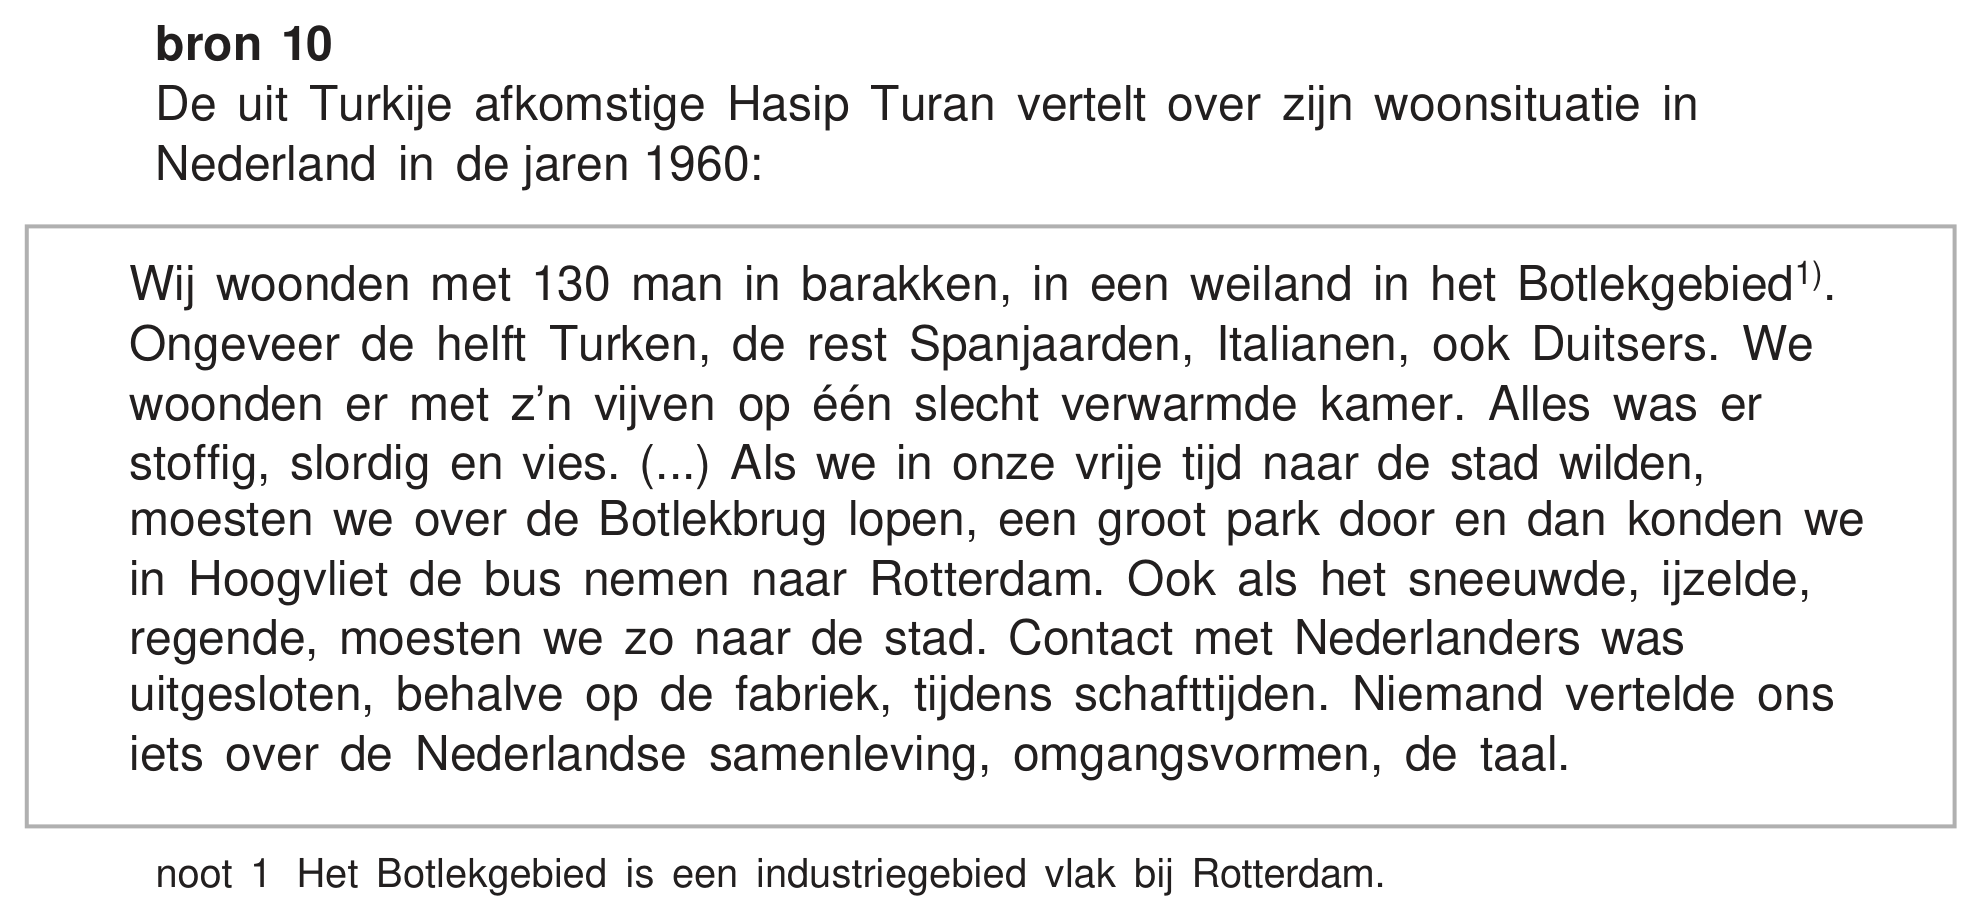 bron 10
De uit Turkije afkomstige Hasip Turan vertelt over zijn woonsituatie in
Nederland in de jaren 1960:
Wij woonden met 130 man in barakken, in een weiland in het Botlekgebied1).
Ongeveer de helft Turken, de rest Spanjaarden, Italianen, ook Duitsers. We
woonden er met z’n vijven op één slecht verwarmde kamer. Alles was er
stoffig, slordig en vies. (...) Als we in onze vrije tijd naar de stad wilden,
moesten we over de Botlekbrug lopen, een groot park door en dan konden we
in Hoogvliet de bus nemen naar Rotterdam. Ook als het sneeuwde, ijzelde,
regende, moesten we zo naar de stad. Contact met Nederlanders was
uitgesloten, behalve op de fabriek, tijdens schafttijden. Niemand vertelde ons
iets over de Nederlandse samenleving, omgangsvormen, de taal.
noot 1 Het Botlekgebied is een industriegebied vlak bij Rotterdam.